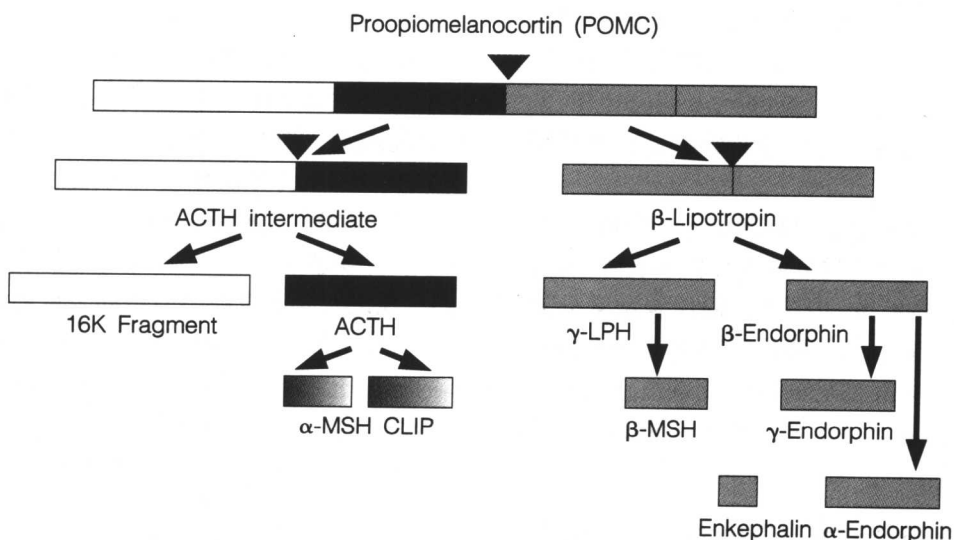 Proopiomelanocortin (POMC)
ACTH intermediate
β-Lipotropin
16K Fragment
ACTH
γ-LPH
β-Endorphin
α-MSH CLIP
β-MSH
γ-Endorphin
Enkephalin α-Endorphin